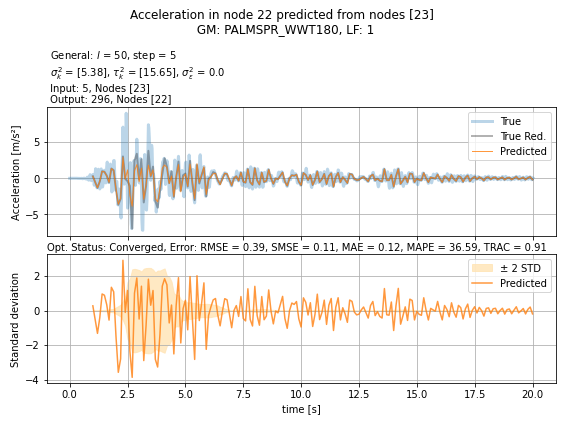 Acceleration in node 22 predicted from nodes [23]
GM: PALMSPR_WWT180, LF: 1
General: l = 50, step = 5
σ²ₖ = [5.38], τ²ₖ = [15.65], σ²ε = 0.0
Input: 5, Nodes [23]
Output: 296, Nodes [22]
Acceleration [m/s²]
5
0
−5
True
True Red.
Predicted
Opt. Status: Converged, Error: RMSE = 0.39, SMSE = 0.11, MAE = 0.12, MAPE = 36.59, TRAC = 0.91
Standard deviation
2
0
−2
−4
± 2 STD
Predicted
0.0 2.5 5.0 7.5 10.0 12.5 15.0 17.5 20.0
time [s]